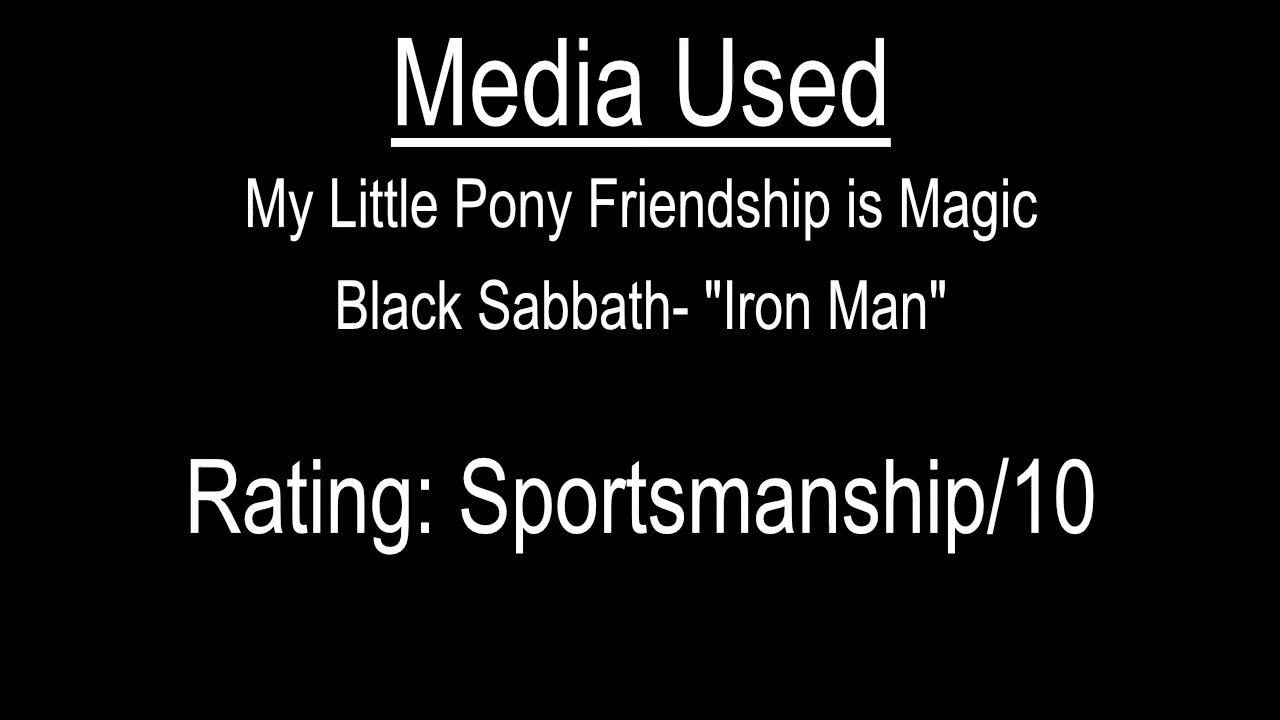 Media Used
My Little Pony Friendship is Magic
Black Sabbath- "Iron Man"
Rating: Sportsmanship/10